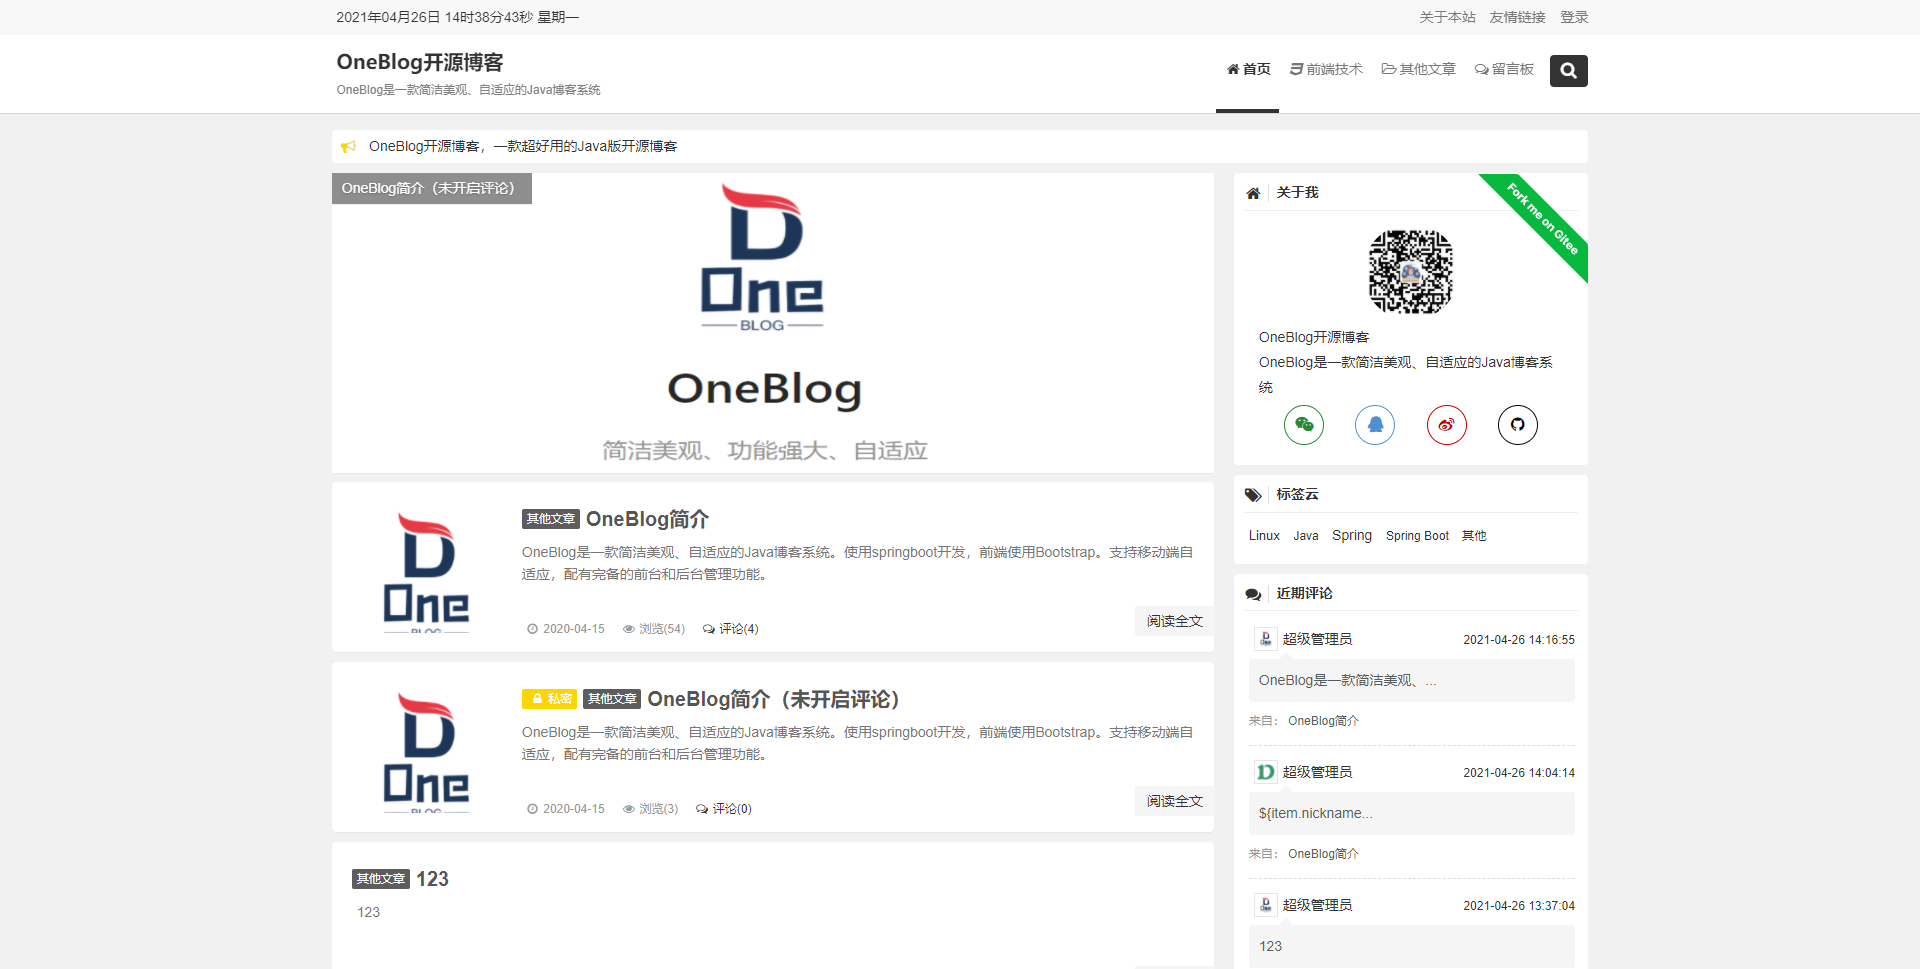 2021年04月26日 14时38分43秒 星期一
关于本站 友情链接 登录
OneBlog开源博客
OneBlog是一款简洁美观、自适应的Java博客系统
首页 前端技术 其他文章 留言板
OneBlog开源博客，一款超好用的Java版开源博客
OneBlog简介（未开启评论）
D
One
BLOG
OneBlog
简洁美观、功能强大、自适应
其他文章 OneBlog简介
OneBlog是一款简洁美观、自适应的Java博客系统。使用springboot开发，前端使用Bootstrap。支持移动端自
适应，配有完备的前台和后台管理功能。
D
One
BLOG
2020-04-15 浏览(54) 评论(4)
阅读全文
私密 其他文章 OneBlog简介（未开启评论）
OneBlog是一款简洁美观、自适应的Java博客系统。使用springboot开发，前端使用Bootstrap。支持移动端自
适应，配有完备的前台和后台管理功能。
D
One
BLOG
2020-04-15 浏览(3) 评论(0)
阅读全文
其他文章 123
123
关于我
Fork me on Gitee
OneBlog开源博客
OneBlog是一款简洁美观、自适应的Java博客系
统
标签云
Linux Java Spring Spring Boot 其他
近期评论
超级管理员 2021-04-26 14:16:55
OneBlog是一款简洁美观、...
来自： OneBlog简介
超级管理员 2021-04-26 14:04:14
${item.nickname...
来自： OneBlog简介
超级管理员 2021-04-26 13:37:04
123